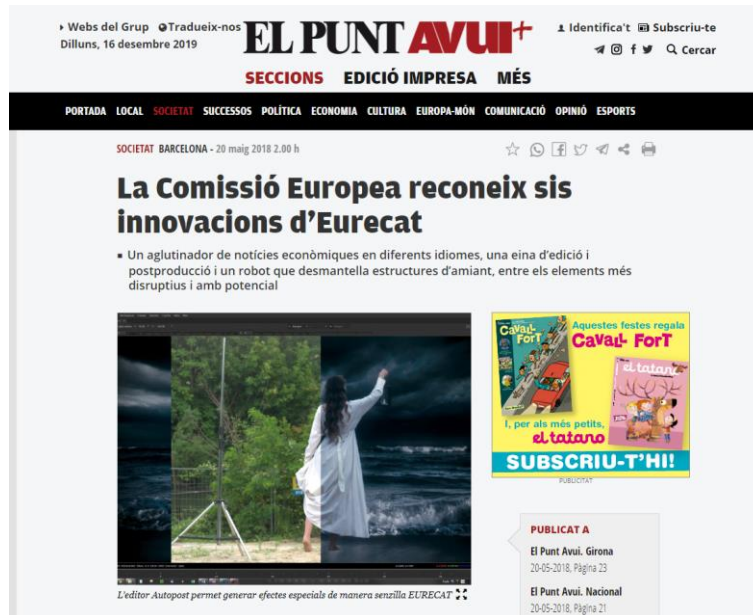 Webs del Grup Tradueix-nos
Dilluns, 16 desembre 2019
EL PUNT AVUI+
Identifica't Subscriu-te
Cercar
SECCIONS EDICIÓ IMPRESA MÉS
PORTADA LOCAL SOCIETAT SUCCESSOS POLÍTICA ECONOMIA CULTURA EUROPA-MÓN COMUNICACIÓ OPINIÓ ESPORTS
SOCIETAT BARCELONA - 20 maig 2018 2.00 h
La Comissió Europea reconeix sis
innovacions d’Eurecat
Un aglutinador de notícies econòmiques en diferents idiomes, una eina d'edició i
postproducció i un robot que desmantella estructures d'amiant, entre els elements més
disruptius i amb potencial
L'editor Autopost permet generar efectes especials de manera senzilla EURECAT
CAVALL FORT
Aquestes festes regala
CAVALL FORT
el tatano
I, per als més petits,
el tatano
SUBSCRIU-T'HI!
PUBLICITAT
PUBLICAT A
El Punt Avui. Girona
20-05-2018, Pàgina 23
El Punt Avui. Nacional
20-05-2018, Pàgina 21